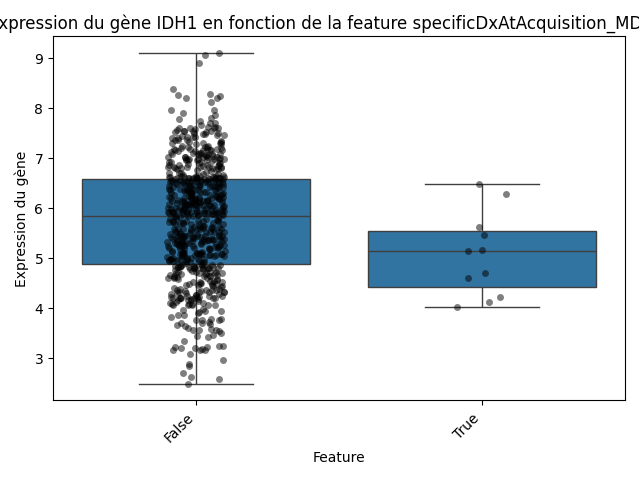 xpression du gène IDH1 en fonction de la feature specificDxAtAcquisition_MD
Expression du gène
9
8
7
6
5
4
3
False
True
Feature